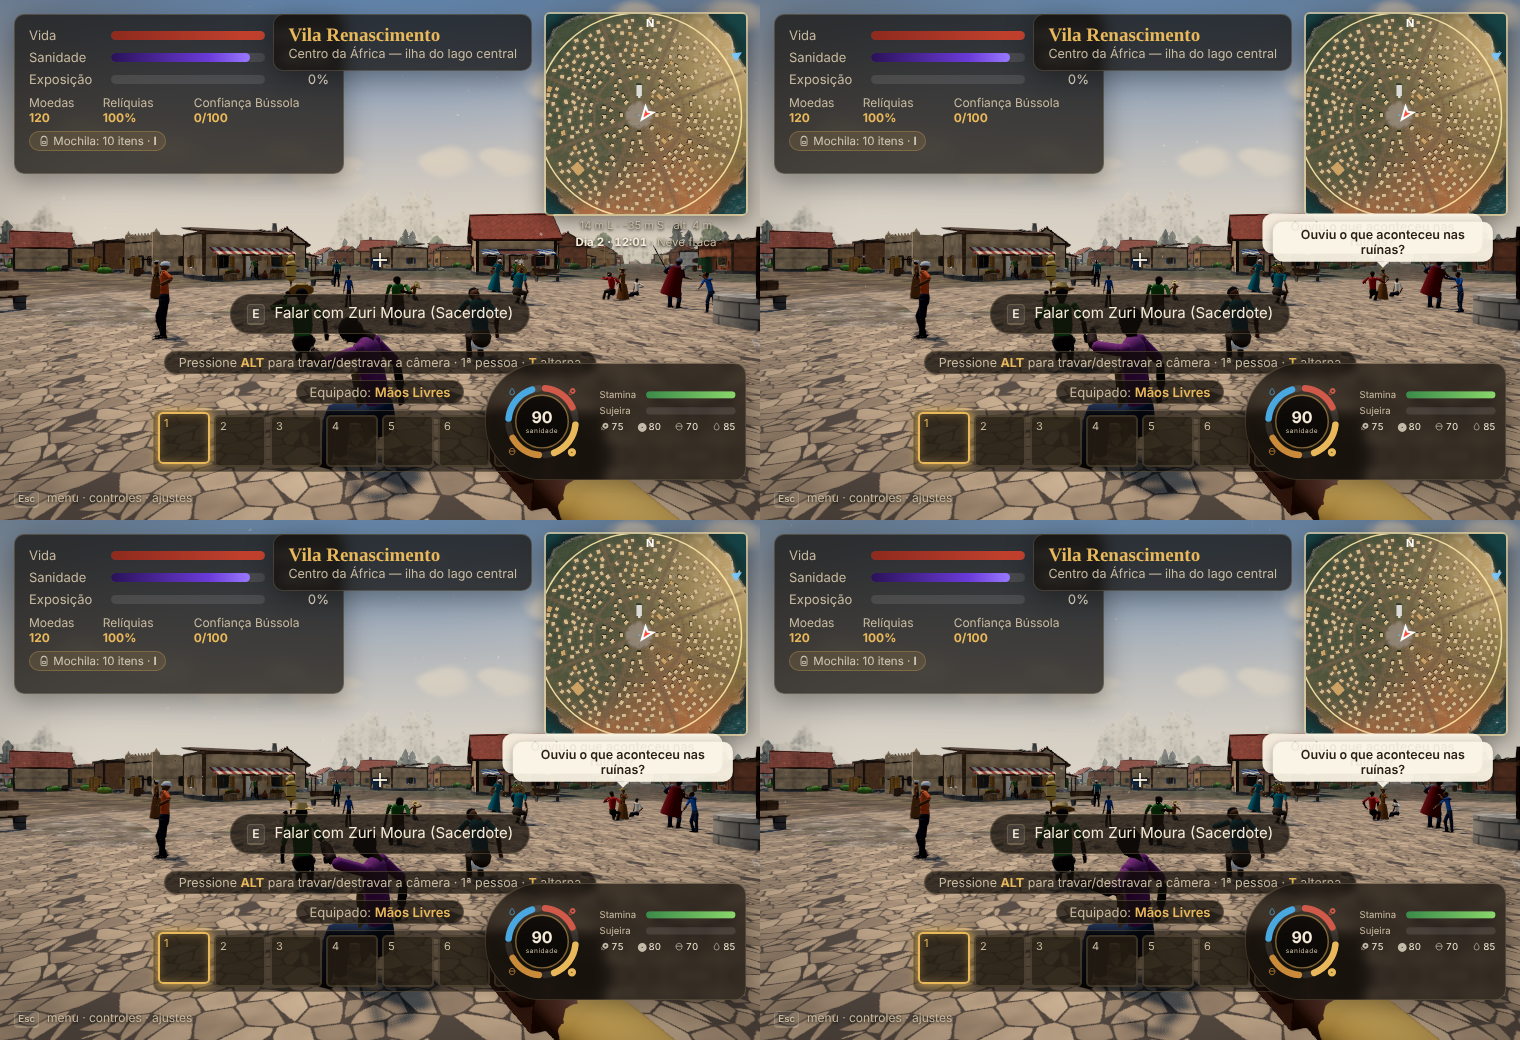 Vida
Sanidade
Exposição 0%
Moedas Relíquias Confiança Bússola
120 100% 0/100
Mochila: 10 itens · I
Vila Renascimento
Centro da África — ilha do lago central
N
14 m L · -35 m S · alt. 4 m
Dia 2 · 12:01 · Neve fraca
E Falar com Zuri Moura (Sacerdote)
Pressione ALT para travar/destravar a câmera · 1ª pessoa · T alterna
Equipado: Mãos Livres
1 2 3 4 5 6
90
sanidade
Stamina
Sujeira
75 80 70 85
Esc menu · controles · ajustes
Vida
Sanidade
Exposição 0%
Moedas Relíquias Confiança Bússola
120 100% 0/100
Mochila: 10 itens · I
Vila Renascimento
Centro da África — ilha do lago central
N
Ouviu o que aconteceu nas
ruínas?
E Falar com Zuri Moura (Sacerdote)
Pressione ALT para travar/destravar a câmera · 1ª pessoa · T alterna
Equipado: Mãos Livres
1 2 3 4 5 6
90
sanidade
Stamina
Sujeira
75 80 70 85
Esc menu · controles · ajustes
Vida
Sanidade
Exposição 0%
Moedas Relíquias Confiança Bússola
120 100% 0/100
Mochila: 10 itens · I
Vila Renascimento
Centro da África — ilha do lago central
N
Ouviu o que aconteceu nas
ruínas?
E Falar com Zuri Moura (Sacerdote)
Pressione ALT para travar/destravar a câmera · 1ª pessoa · T alterna
Equipado: Mãos Livres
1 2 3 4 5 6
90
sanidade
Stamina
Sujeira
75 80 70 85
Esc menu · controles · ajustes
Vida
Sanidade
Exposição 0%
Moedas Relíquias Confiança Bússola
120 100% 0/100
Mochila: 10 itens · I
Vila Renascimento
Centro da África — ilha do lago central
N
Ouviu o que aconteceu nas
ruínas?
E Falar com Zuri Moura (Sacerdote)
Pressione ALT para travar/destravar a câmera · 1ª pessoa · T alterna
Equipado: Mãos Livres
1 2 3 4 5 6
90
sanidade
Stamina
Sujeira
75 80 70 85
Esc menu · controles · ajustes